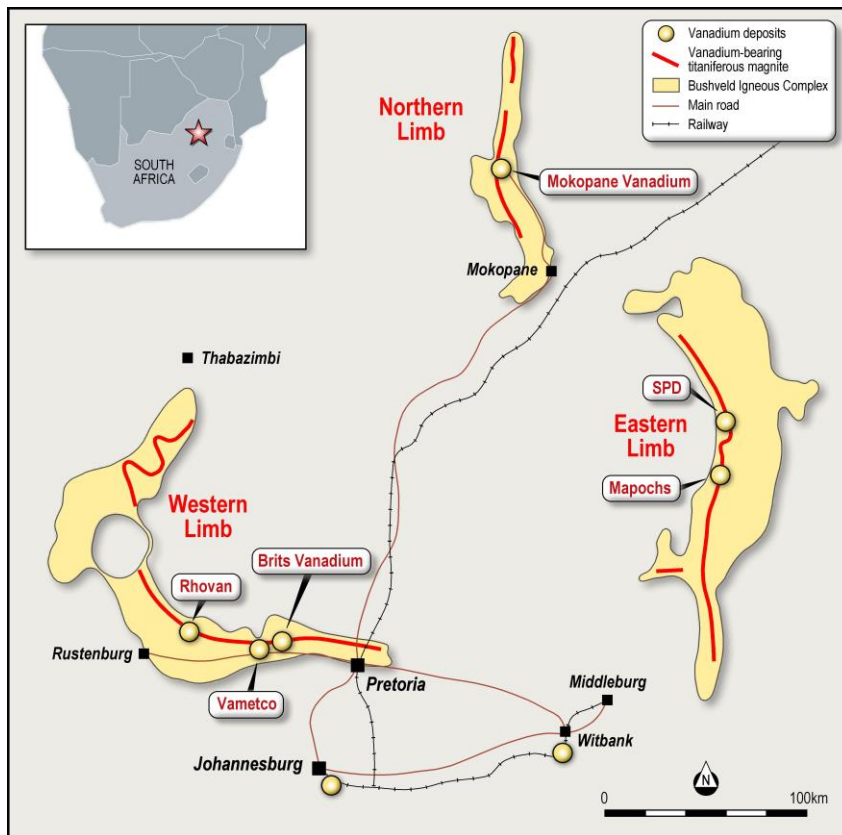 SOUTH
AFRICA
Vanadium deposits
Vanadium-bearing
titaniferous magnite
Bushveld Igneous Complex
Main road
Railway
Northern
Limb
Mokopane Vanadium
Mokopane
Thabazimbi
SPD
Eastern
Limb
Mapochs
Western
Limb
Brits Vanadium
Rhovan
Rustenburg
Vametco
Pretoria
Middleburg
Witbank
Johannesburg
N
0 100km